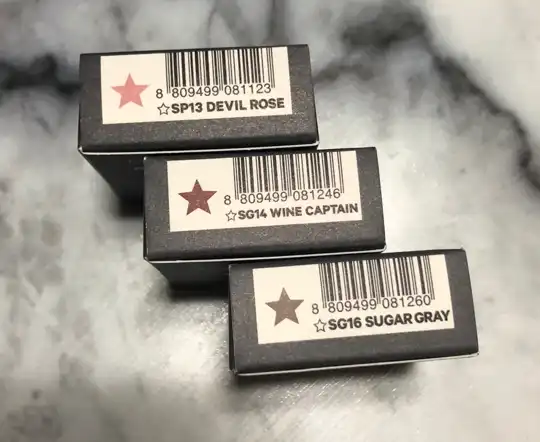 8 809499 081123
☆SP13 DEVIL ROSE
8 809499 081246
☆SG14 WINE CAPTAIN
8 809499 081260
☆SG16 SUGAR GRAY